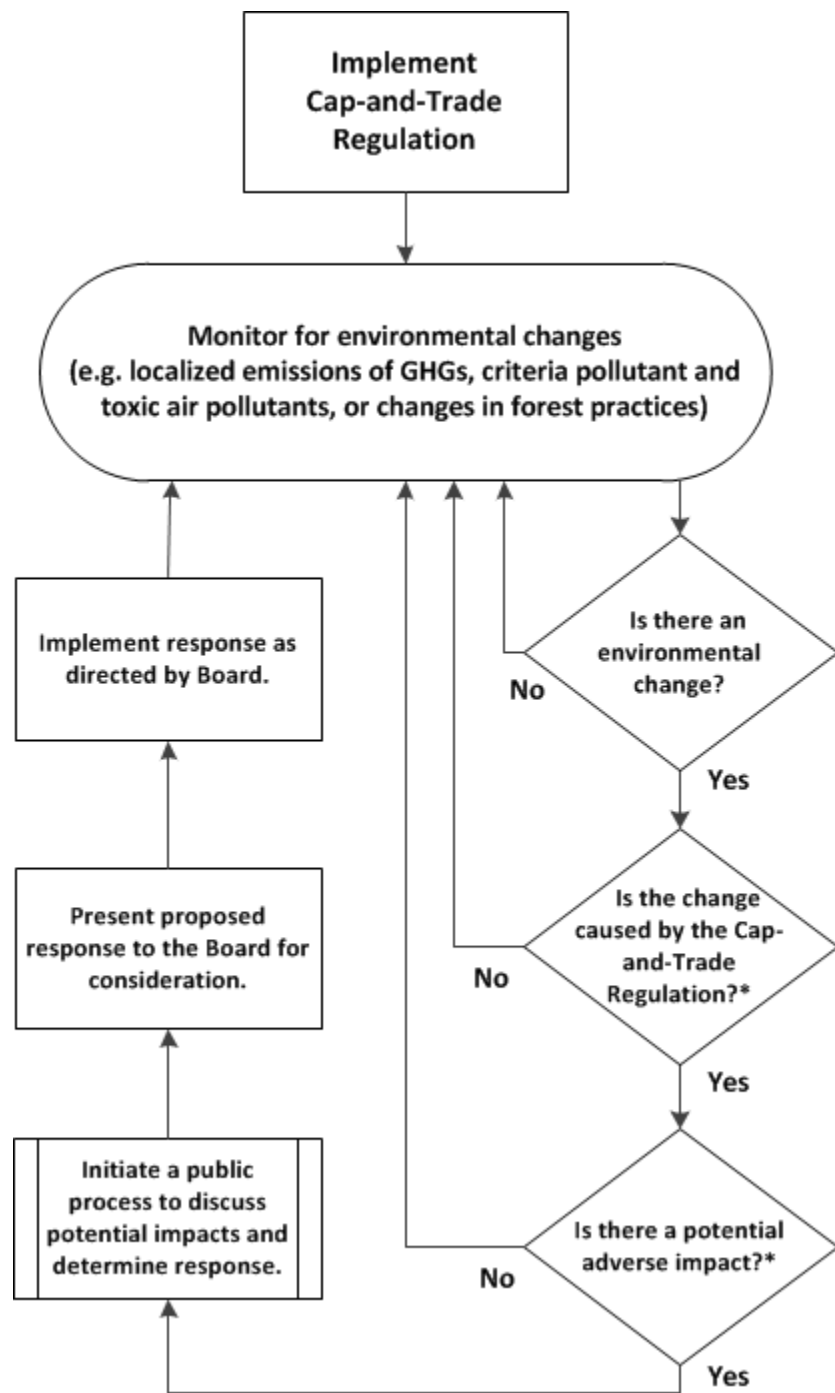 Implement
Cap-and-Trade
Regulation
Monitor for environmental changes
(e.g. localized emissions of GHGs, criteria pollutant and
toxic air pollutants, or changes in forest practices)
Is there an
environmental
change?
No
Yes
Is the change
caused by the Cap-
and-Trade
Regulation?*
No
Yes
Is there a potential
adverse impact?*
No
Yes
Initiate a public
process to discuss
potential impacts and
determine response.
Present proposed
response to the Board for
consideration.
Implement response as
directed by Board.